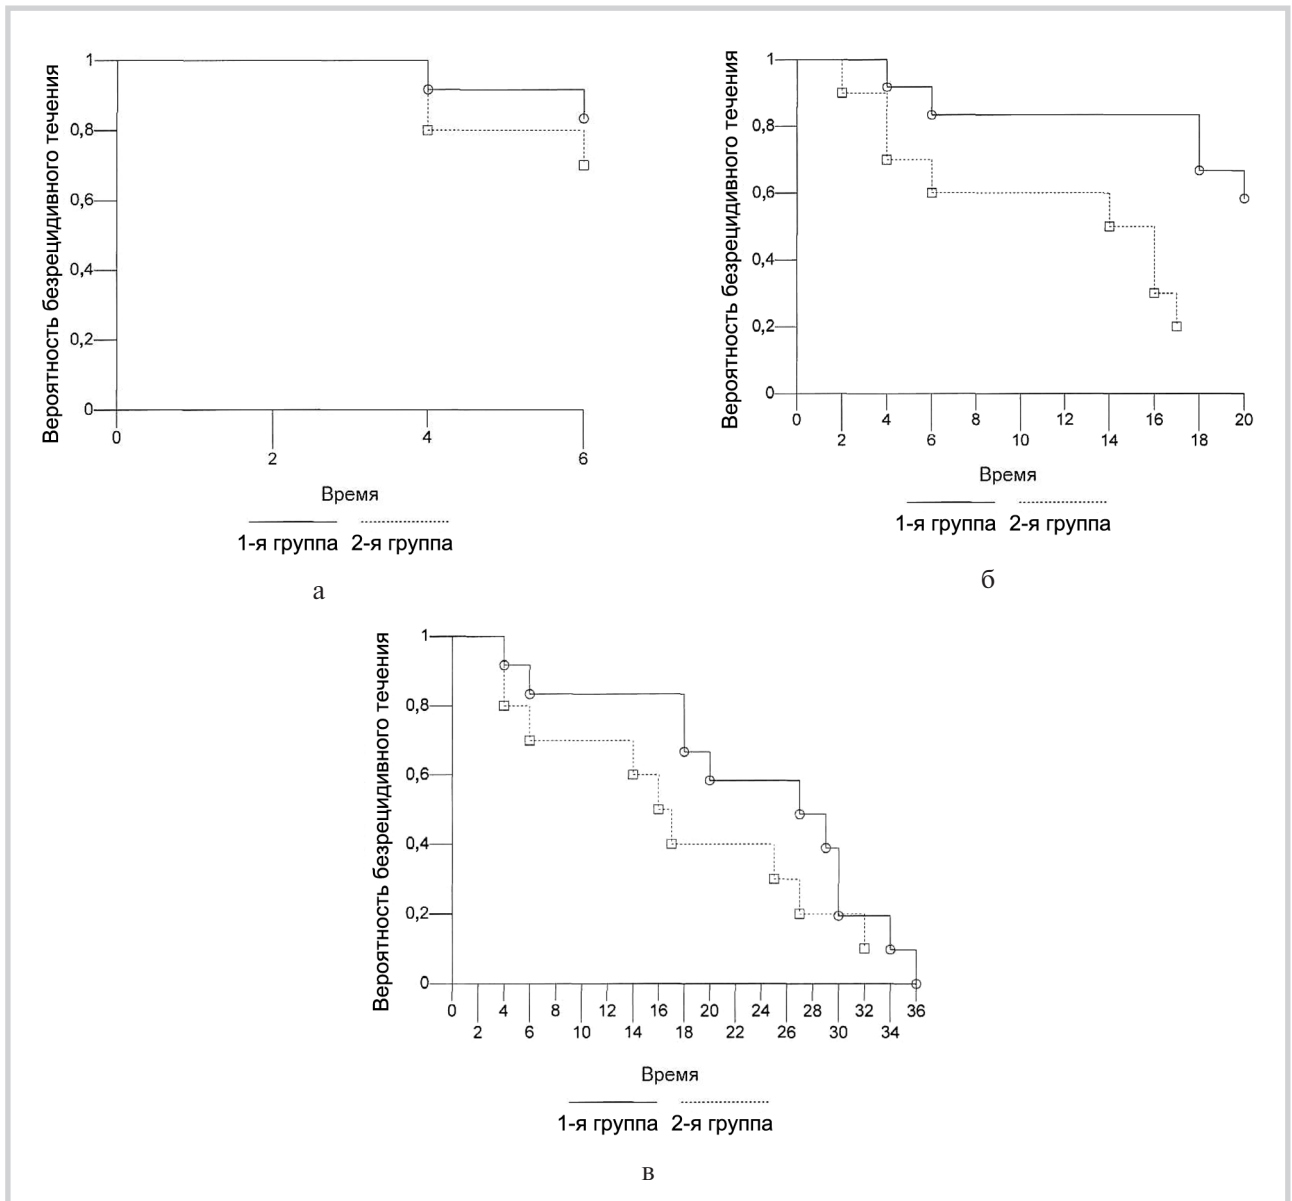 Вероятность безрецидивного течения
1
0,8
0,6
0,4
0,2
0
0 4
2 6
Время
1-я группа 2-я группа
а
Вероятность безрецидивного течения
1
0,8
0,6
0,4
0,2
0
0 4 8 12 16 20
2 6 10 14 18
Время
1-я группа 2-я группа
б
Вероятность безрецидивного течения
1
0,8
0,6
0,4
0,2
0
0 4 8 12 16 20 24 28 32 36
2 6 10 14 18 22 26 30 34
Время
1-я группа 2-я группа
в